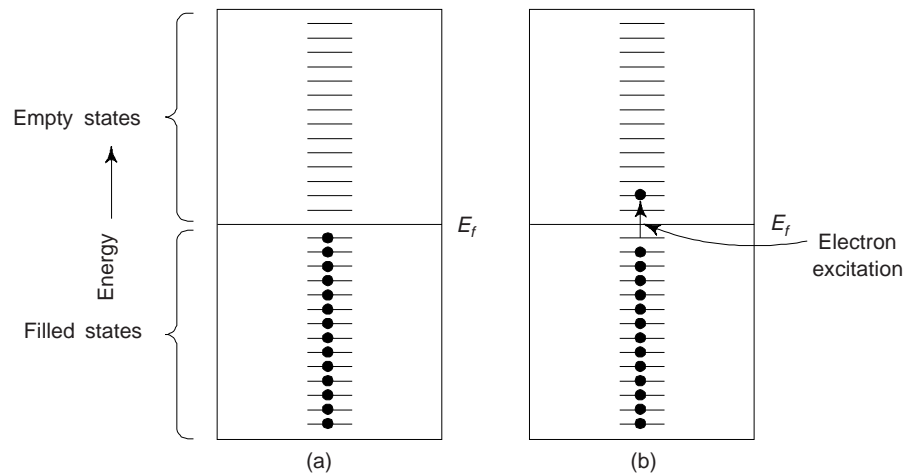 Empty states
Energy
Filled states
E_f
(a)
E_f
Electron
excitation
(b)